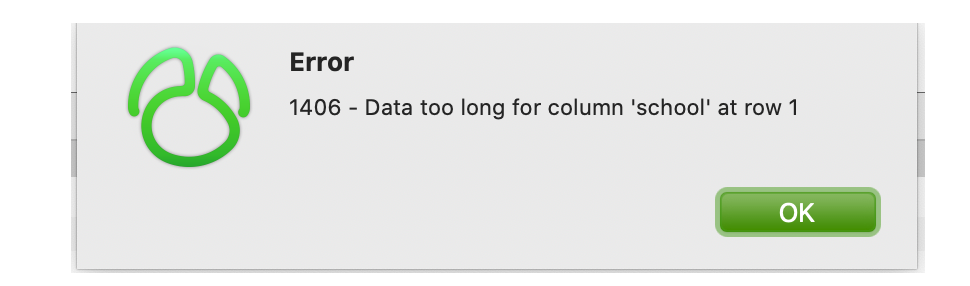 Error
1406 - Data too long for column 'school' at row 1
OK